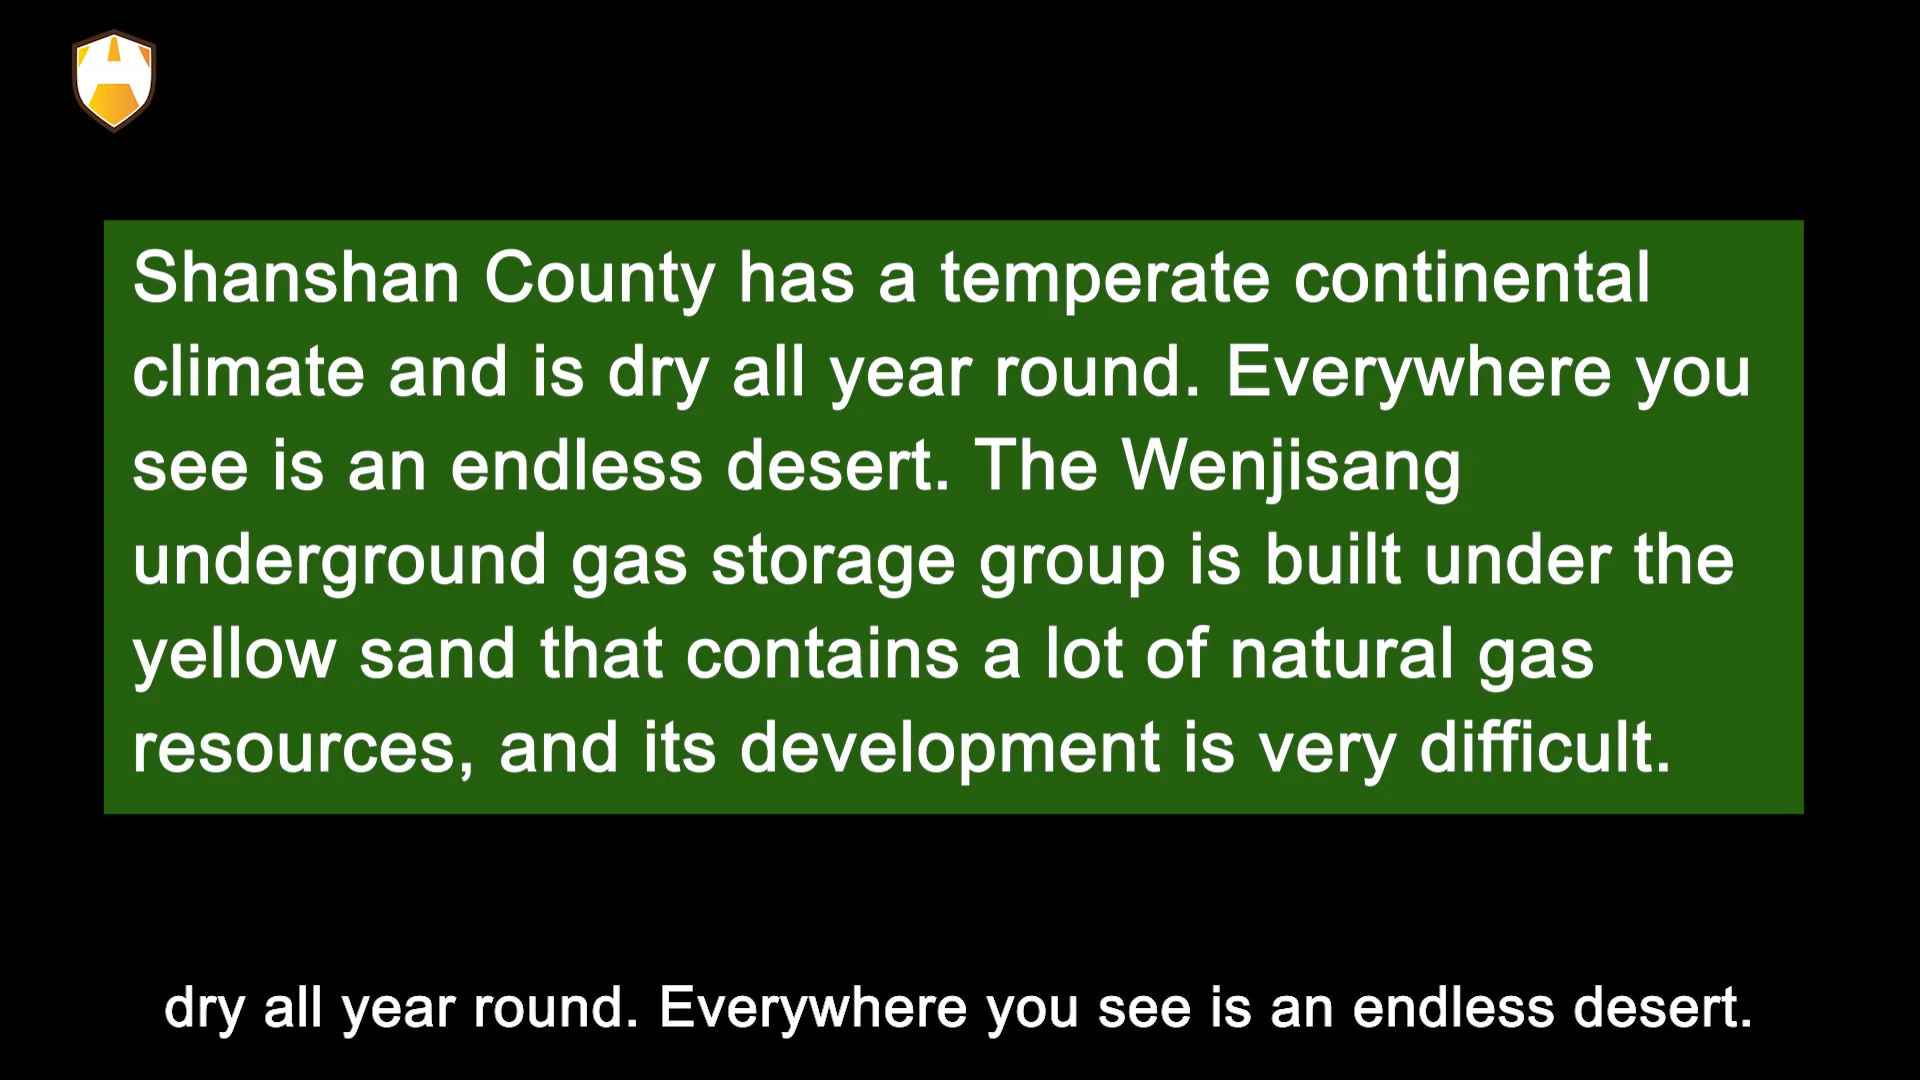 Shanshan County has a temperate continental
climate and is dry all year round. Everywhere you
see is an endless desert. The Wenjisang
underground gas storage group is built under the
yellow sand that contains a lot of natural gas
resources, and its development is very difficult.
dry all year round. Everywhere you see is an endless desert.